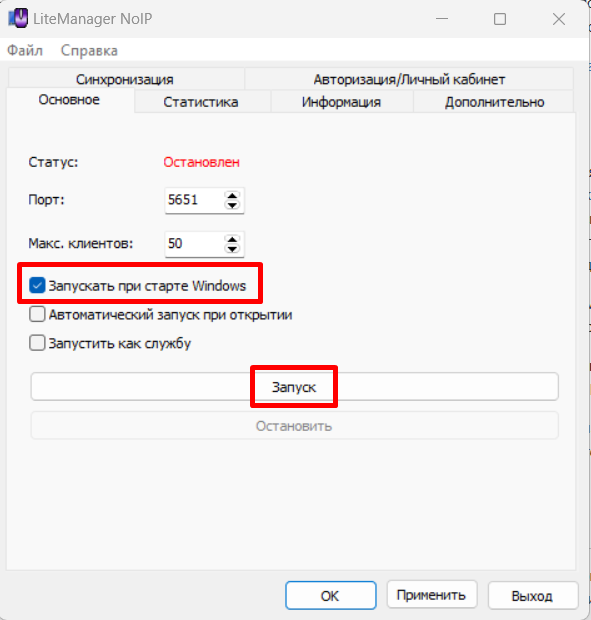 LiteManager NoIP
Файл Справка
Синхронизация Авторизация/Личный кабинет
Основное Статистика Информация Дополнительно
Статус: Остановлен
Порт: 5651
Макс. клиентов: 50
Запускать при старте Windows
Автоматический запуск при открытии
Запустить как службу
Запуск
Остановить
OK Применить Выход